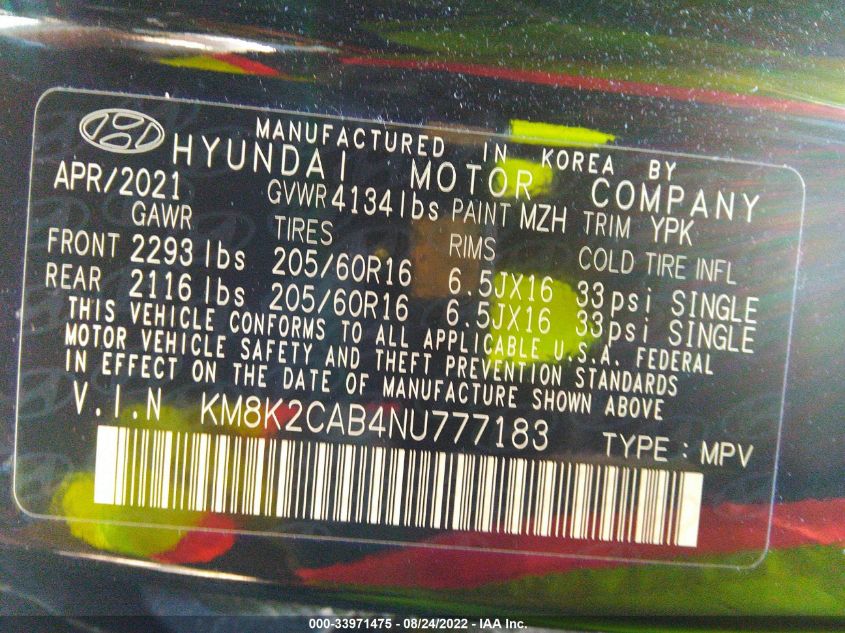 MANUFACTURED IN KOREA BY
HYUNDAI MOTOR COMPANY
APR/2021 GVWR 4134 lbs PAINT MZH TRIM YPK
GAWR TIRES RIMS COLD TIRE INFL
FRONT 2293 lbs 205/60R16 6.5JX16 33psi SINGLE
REAR 2116 lbs 205/60R16 6.5JX16 33psi SINGLE
THIS VEHICLE CONFORMS TO ALL APPLICABLE U.S.A. FEDERAL
MOTOR VEHICLE SAFETY AND THEFT PREVENTION STANDARDS
IN EFFECT ON THE DATE OF MANUFACTURE SHOWN ABOVE
V.I.N KM8K2CAB4NU777183 TYPE : MPV
000-33971475 - 08/24/2022 - IAA Inc.